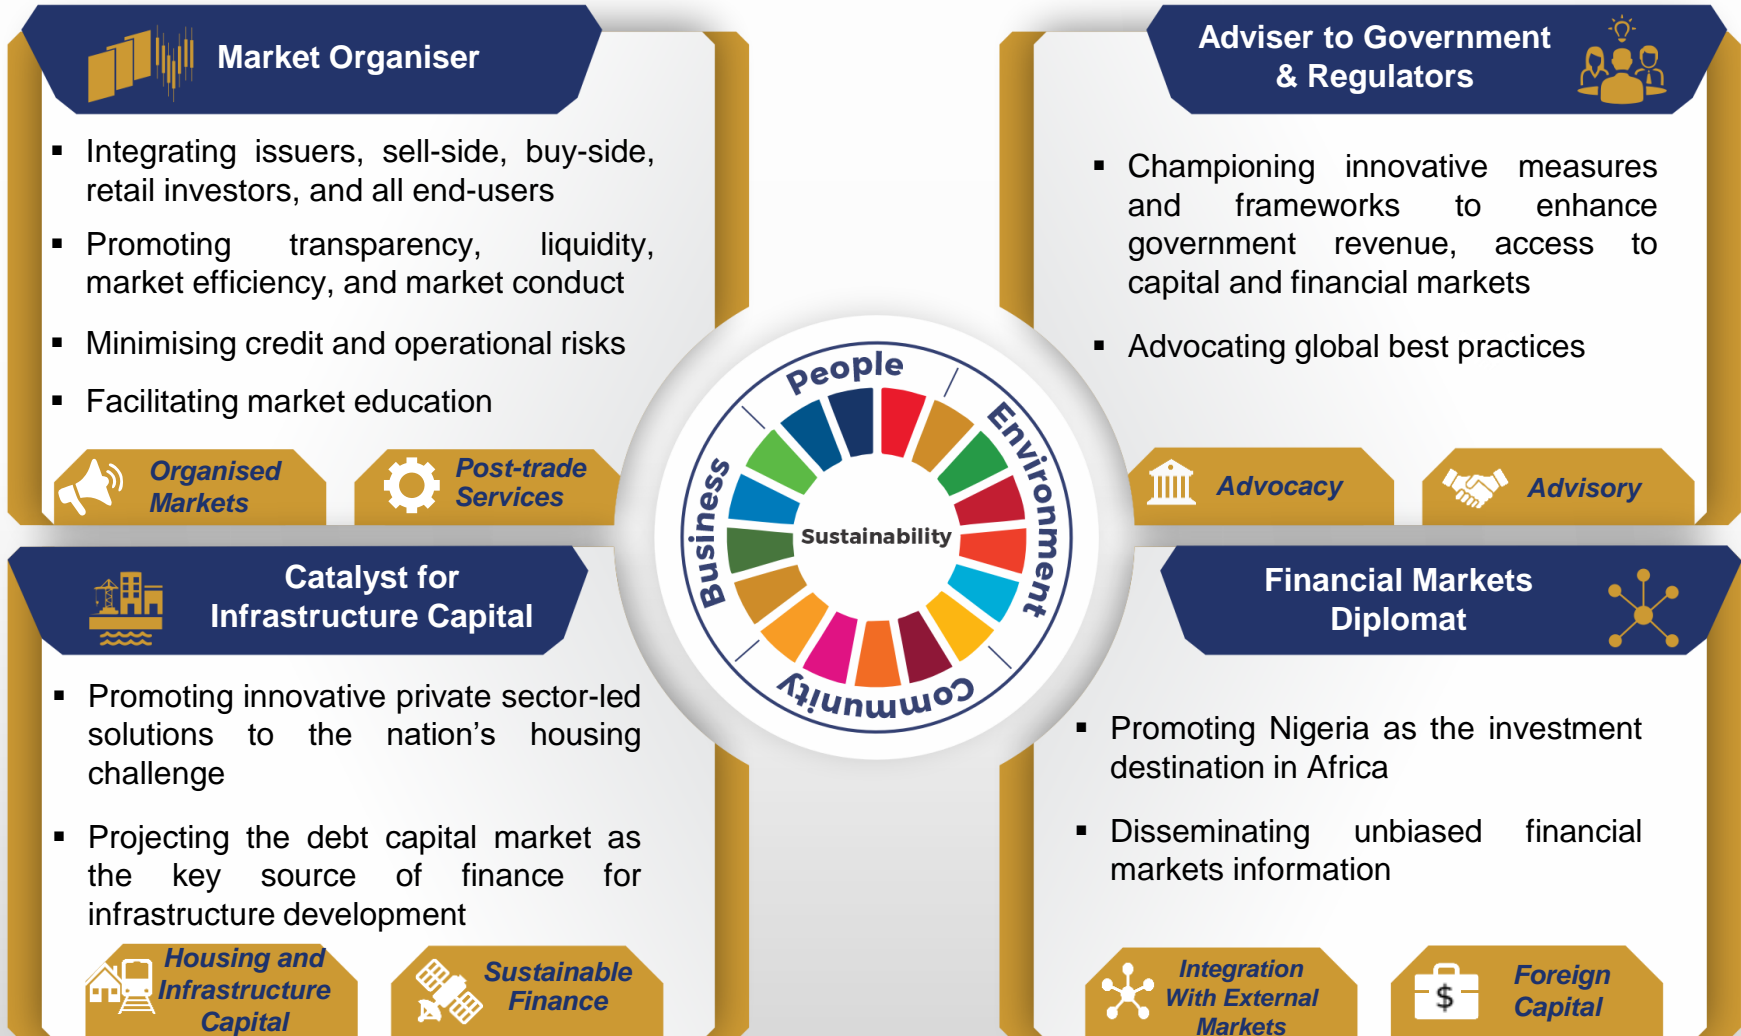 Market Organiser
▪ Integrating issuers, sell-side, buy-side,
retail investors, and all end-users
▪ Promoting transparency, liquidity,
market efficiency, and market conduct
▪ Minimising credit and operational risks
▪ Facilitating market education
Organised
Markets
Post-trade
Services
Adviser to Government
& Regulators
▪ Championing innovative measures
and frameworks to enhance
government revenue, access to
capital and financial markets
▪ Advocating global best practices
Advocacy
Advisory
People
Environment
Community
Business
Sustainability
Catalyst for
Infrastructure Capital
▪ Promoting innovative private sector-led
solutions to the nation’s housing
challenge
▪ Projecting the debt capital market as
the key source of finance for
infrastructure development
Housing and
Infrastructure
Capital
Sustainable
Finance
Financial Markets
Diplomat
▪ Promoting Nigeria as the investment
destination in Africa
▪ Disseminating unbiased financial
markets information
Integration
With External
Markets
$
Foreign
Capital